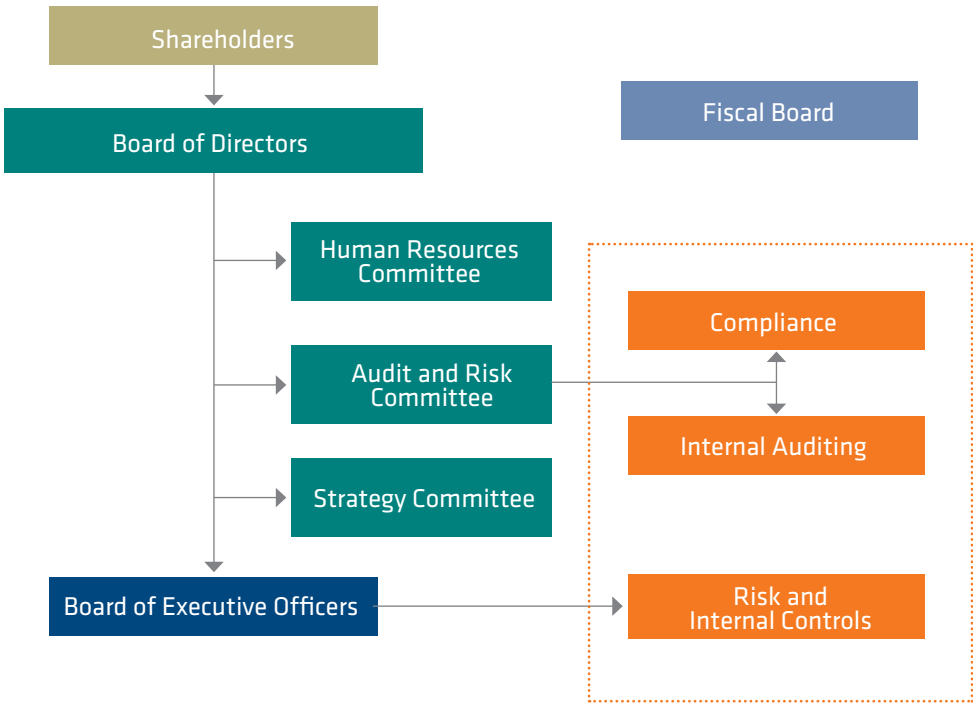 Shareholders
Fiscal Board
Board of Directors
Human Resources
Committee
Compliance
Audit and Risk
Committee
Internal Auditing
Strategy Committee
Board of Executive Officers
Risk and
Internal Controls